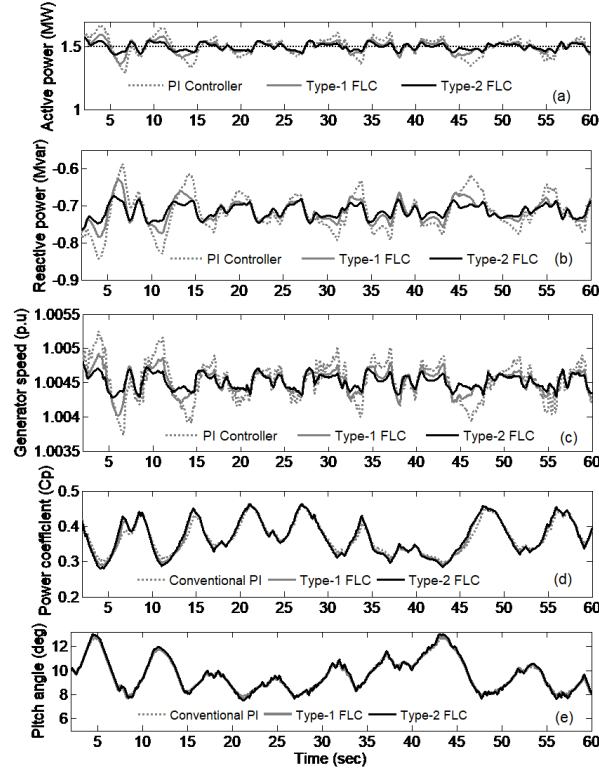 Active power (MW)
1.5
1
PI Controller Type-1 FLC Type-2 FLC (a)
5 10 15 20 25 30 35 40 45 50 55 60
Reactive power (Mvar)
-0.6
-0.7
-0.8
-0.9
PI Controller Type-1 FLC Type-2 FLC (b)
5 10 15 20 25 30 35 40 45 50 55 60
Generator speed (p.u)
1.0055
1.005
1.0045
1.004
1.0035
PI Controller Type-1 FLC Type-2 FLC (c)
5 10 15 20 25 30 35 40 45 50 55 60
Power coefficient (Cp)
0.5
0.4
0.3
0.2
Conventional PI Type-1 FLC Type-2 FLC (d)
5 10 15 20 25 30 35 40 45 50 55 60
Pitch angle (deg)
12
10
8
6
Conventional PI Type-1 FLC Type-2 FLC (e)
5 10 15 20 25 30 35 40 45 50 55 60
Time (sec)